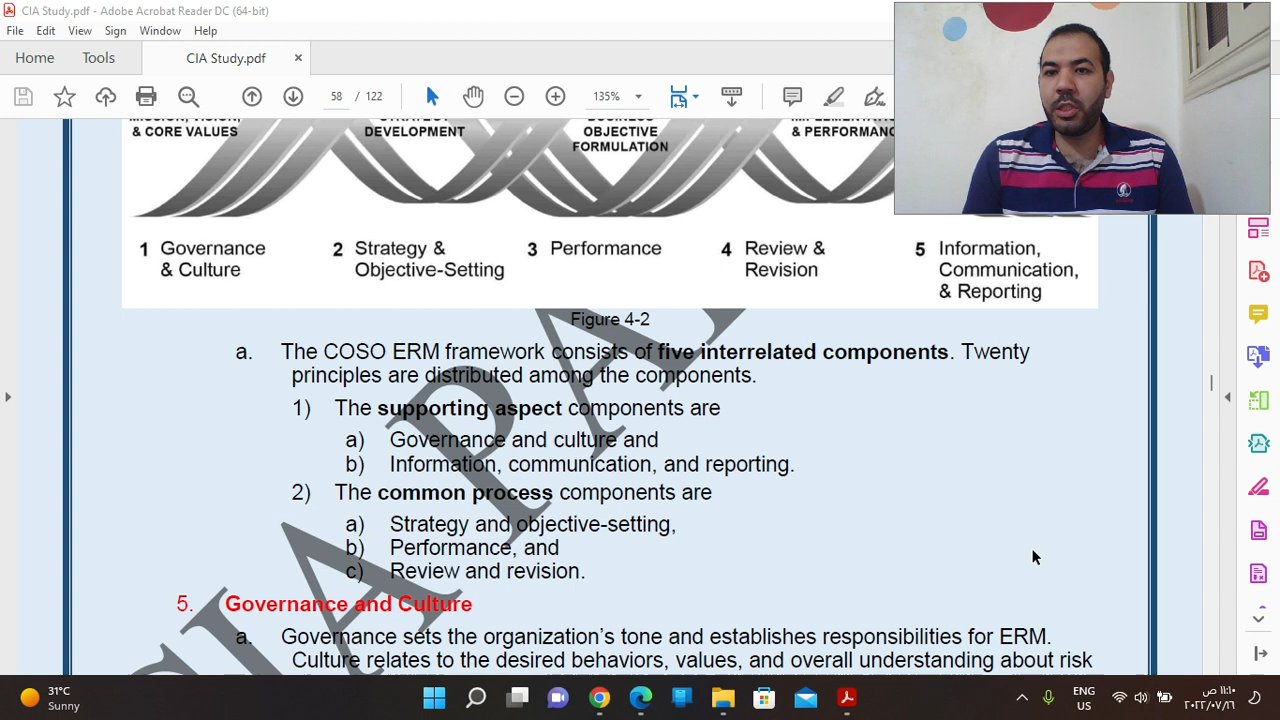 CIA Study.pdf - Adobe Acrobat Reader DC (64-bit)
File Edit View Sign Window Help
Home Tools CIA Study.pdf ×
58 / 122 135%
& CORE VALUES
DEVELOPMENT
OBJECTIVE
FORMULATION
1 Governance
& Culture
2 Strategy &
Objective-Setting
3 Performance
4 Review &
Revision
5 Information,
Communication,
& Reporting
Figure 4-2
a. The COSO ERM framework consists of five interrelated components. Twenty
principles are distributed among the components.
1) The supporting aspect components are
a) Governance and culture and
b) Information, communication, and reporting.
2) The common process components are
a) Strategy and objective-setting,
b) Performance, and
c) Review and revision.
5. Governance and Culture
a. Governance sets the organization's tone and establishes responsibilities for ERM.
Culture relates to the desired behaviors, values, and overall understanding about risk
31°C
Sunny
ENG
US
١١:١٠ ص
٢٠٢٢/٠٧/١٦